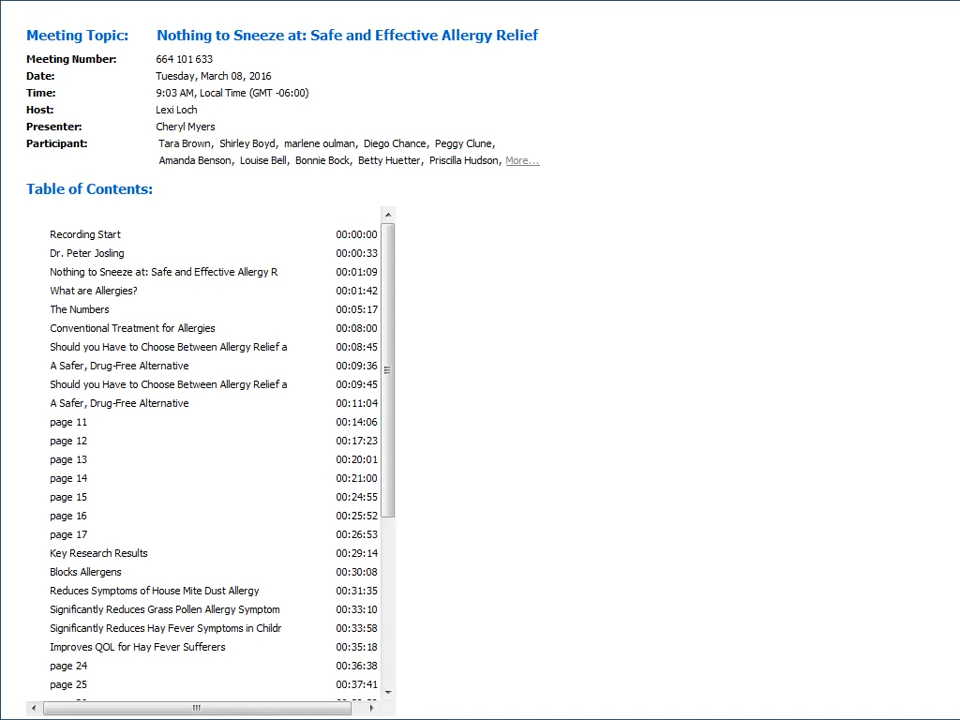 Meeting Topic: Nothing to Sneeze at: Safe and Effective Allergy Relief
Meeting Number: 664 101 633
Date: Tuesday, March 08, 2016
Time: 9:03 AM, Local Time (GMT -06:00)
Host: Lexi Loch
Presenter: Cheryl Myers
Participant: Tara Brown, Shirley Boyd, marlene oulman, Diego Chance, Peggy Clune,
Amanda Benson, Louise Bell, Bonnie Bock, Betty Huetter, Priscilla Hudson, More...
Table of Contents:
Recording Start 00:00:00
Dr. Peter Josling 00:00:33
Nothing to Sneeze at: Safe and Effective Allergy R 00:01:09
What are Allergies? 00:01:42
The Numbers 00:05:17
Conventional Treatment for Allergies 00:08:00
Should you Have to Choose Between Allergy Relief a 00:08:45
A Safer, Drug-Free Alternative 00:09:36
Should you Have to Choose Between Allergy Relief a 00:09:45
A Safer, Drug-Free Alternative 00:11:04
page 11 00:14:06
page 12 00:17:23
page 13 00:20:01
page 14 00:21:00
page 15 00:24:55
page 16 00:25:52
page 17 00:26:53
Key Research Results 00:29:14
Blocks Allergens 00:30:08
Reduces Symptoms of House Mite Dust Allergy 00:31:35
Significantly Reduces Grass Pollen Allergy Symptom 00:33:10
Significantly Reduces Hay Fever Symptoms in Childr 00:33:58
Improves QOL for Hay Fever Sufferers 00:35:18
page 24 00:36:38
page 25 00:37:41